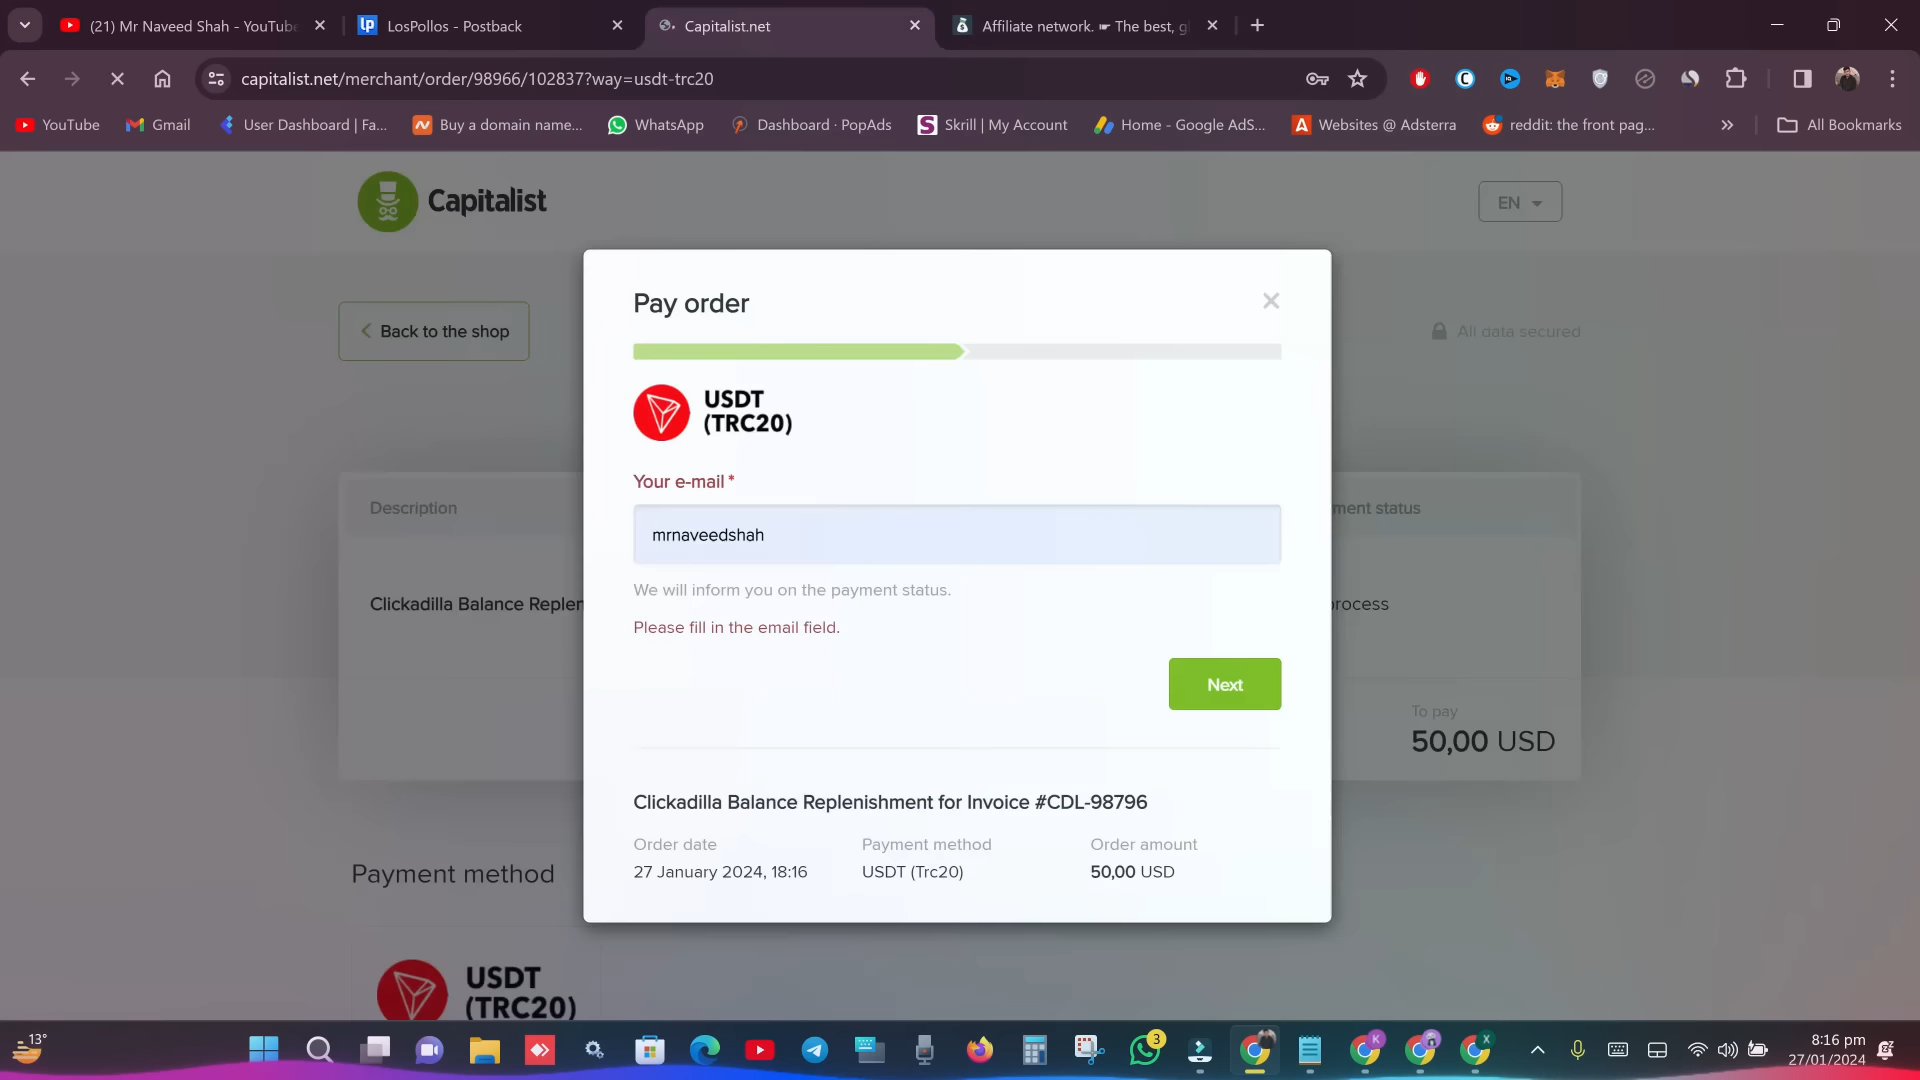 (21) Mr Naveed Shah - YouTube
LosPollos - Postback
Capitalist.net
Affiliate network. ☛ The best, g
capitalist.net/merchant/order/98966/102837?way=usdt-trc20
YouTube
Gmail
User Dashboard | Fa...
Buy a domain name...
WhatsApp
Dashboard · PopAds
Skrill | My Account
Home - Google AdS...
Websites @ Adsterra
reddit: the front pag...
All Bookmarks
Capitalist
EN
Back to the shop
All data secured
Pay order
USDT
(TRC20)
Your e-mail *
mrnaveedshah
We will inform you on the payment status.
Please fill in the email field.
Next
Description
ment status
Clickadilla Balance Replen
process
To pay
50,00 USD
Clickadilla Balance Replenishment for Invoice #CDL-98796
Order date
Payment method
Order amount
27 January 2024, 18:16
USDT (Trc20)
50,00 USD
Payment method
USDT
(TRC20)
13°
3
K
X
8:16 pm
27/01/2024